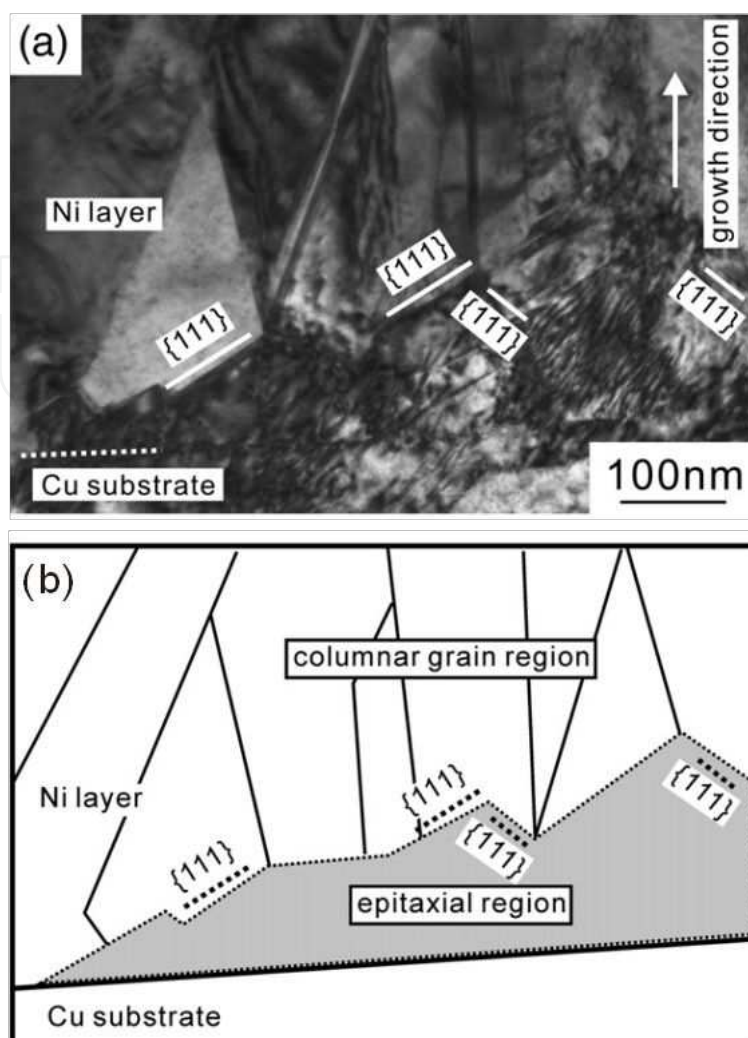 (a)
growth direction
Ni layer
{111}
{111}
{111}
{111}
Cu substrate
100nm
(b)
columnar grain region
Ni layer
{111}
{111}
{111}
{111}
epitaxial region
Cu substrate